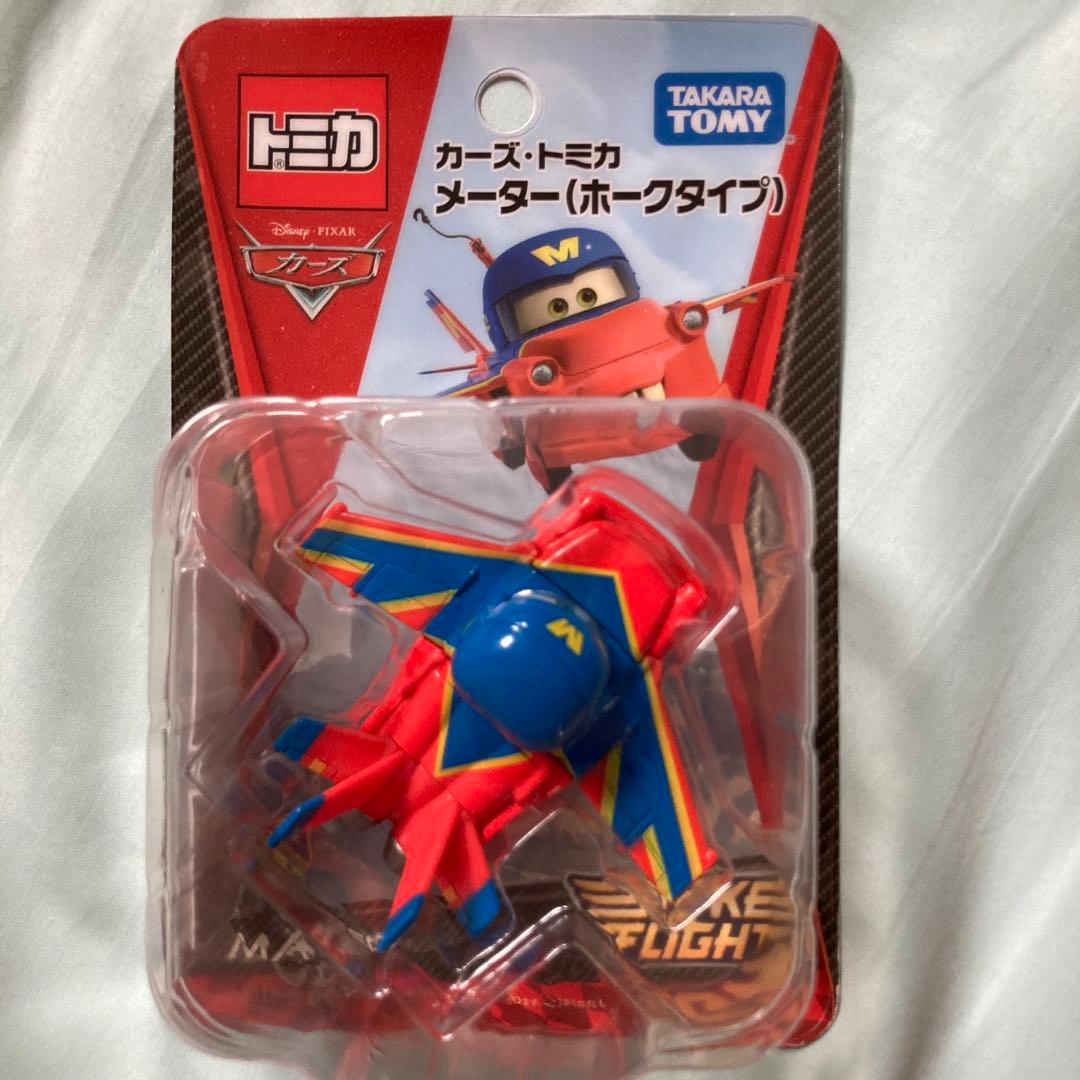 トミカ
®
TAKARA
TOMY
®
カーズ・トミカ
メーター(ホークタイプ)
DISNEY・PIXAR
カーズ
M
M
FLIGHT